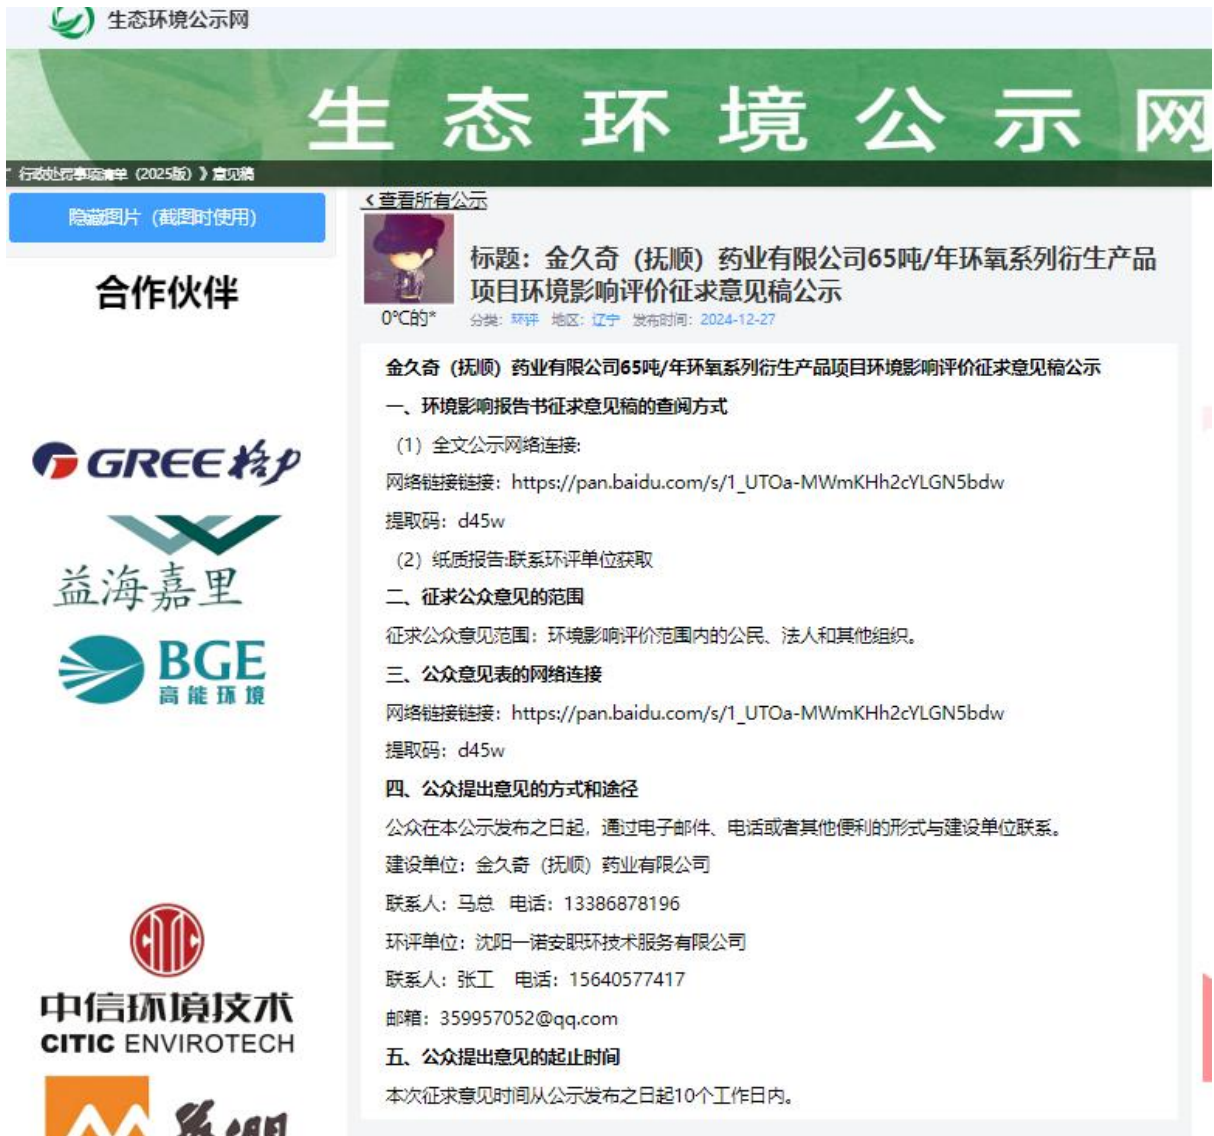 生态环境公示网
生态环境公示网
行政处罚事项清单（2025版）》意见稿
隐藏图片（截图时使用）
合作伙伴
GREE格力
益海嘉里
BGE
高能环境
中信环境技术
CITIC ENVIROTECH
<查看所有公示
0℃的*
标题：金久奇（抚顺）药业有限公司65吨/年环氧系列衍生产品
项目环境影响评价征求意见稿公示
分类：环评 地区：辽宁 发布时间：2024-12-27
金久奇（抚顺）药业有限公司65吨/年环氧系列衍生产品项目环境影响评价征求意见稿公示
一、环境影响报告书征求意见稿的查阅方式
（1）全文公示网络连接:
网络链接链接：https://pan.baidu.com/s/1_UTOa-MWmKHh2cYLGN5bdw
提取码：d45w
（2）纸质报告:联系环评单位获取
二、征求公众意见的范围
征求公众意见范围：环境影响评价范围内的公民、法人和其他组织。
三、公众意见表的网络连接
网络链接链接：https://pan.baidu.com/s/1_UTOa-MWmKHh2cYLGN5bdw
提取码：d45w
四、公众提出意见的方式和途径
公众在本公示发布之日起，通过电子邮件、电话或者其他便利的形式与建设单位联系。
建设单位：金久奇（抚顺）药业有限公司
联系人：马总 电话：13386878196
环评单位：沈阳一诺安职环技术服务有限公司
联系人：张工 电话：15640577417
邮箱：359957052@qq.com
五、公众提出意见的起止时间
本次征求意见时间从公示发布之日起10个工作日内。